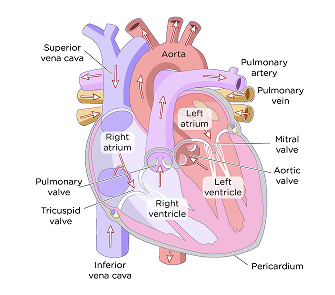 Superior
vena cava
Aorta
Pulmonary
artery
Pulmonary
vein
Left
atrium
Right
atrium
Mitral
valve
Aortic
valve
Pulmonary
valve
Left
ventricle
Tricuspid
valve
Right
ventricle
Inferior
vena cava
Pericardium